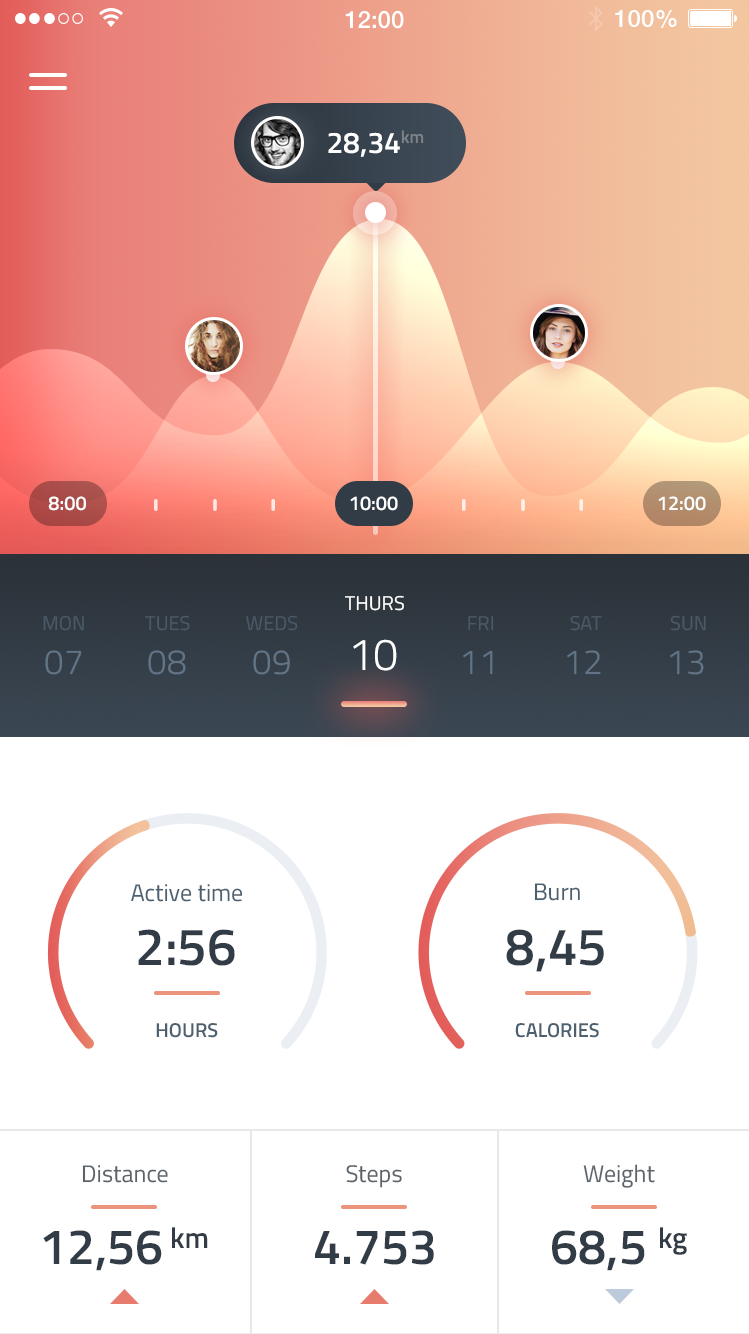 12:00 100%
28,34 km
8:00 10:00 12:00
MON TUES WEDS THURS FRI SAT SUN
07 08 09 10 11 12 13
Active time Burn
2:56 8,45
HOURS CALORIES
Distance Steps Weight
12,56 km 4.753 68,5 kg